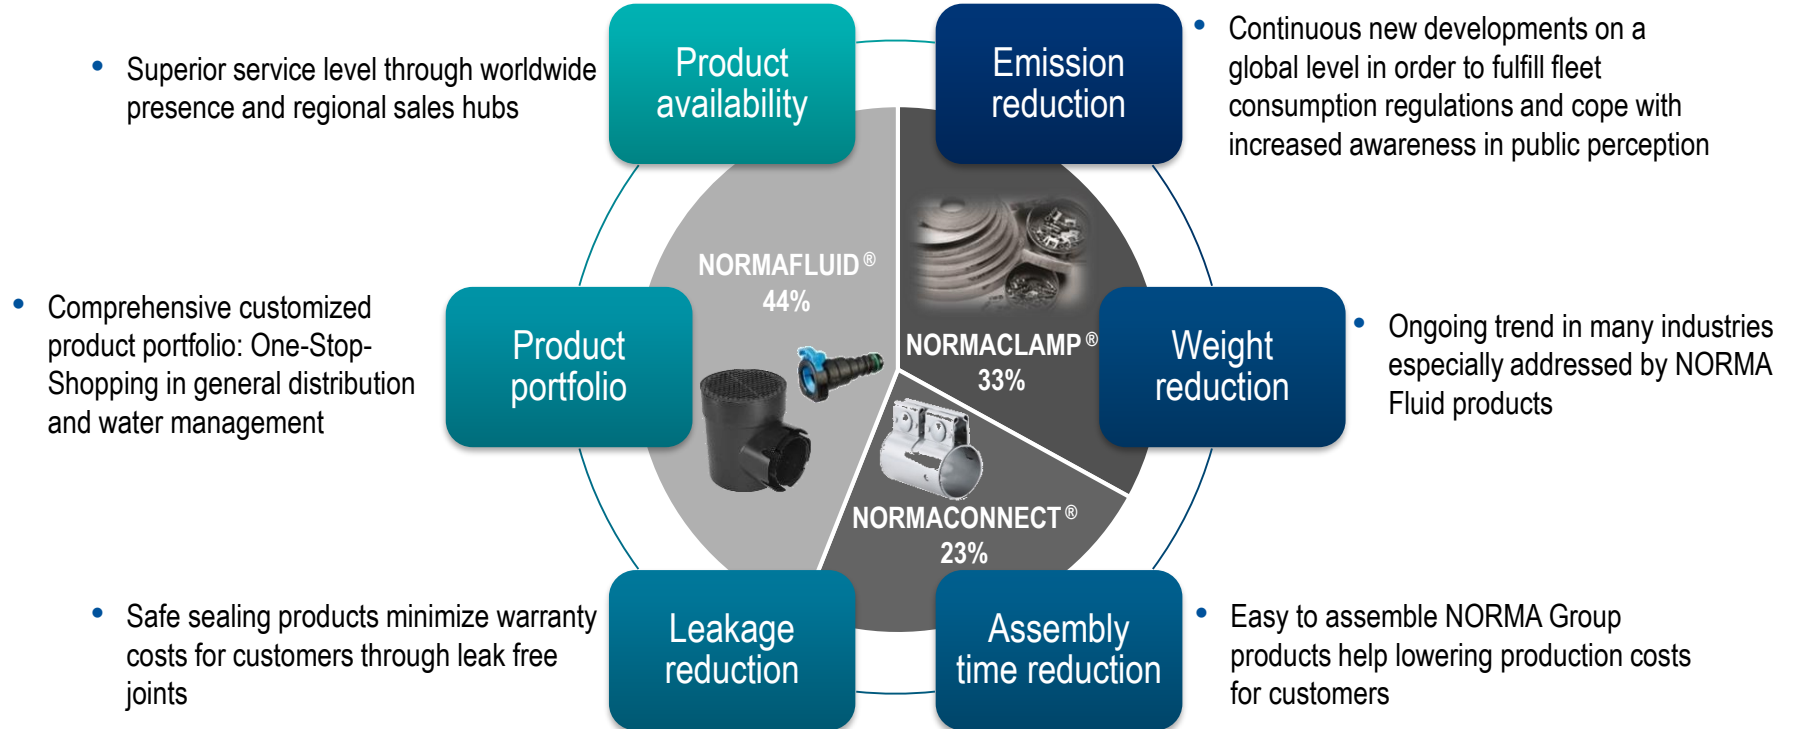 Product
availability
Emission
reduction
• Superior service level through worldwide
presence and regional sales hubs
• Continuous new developments on a
global level in order to fulfill fleet
consumption regulations and cope with
increased awareness in public perception
NORMAFLUID®
44%
NORMACLAMP®
33%
NORMACONNECT®
23%
• Comprehensive customized
product portfolio: One-Stop-
Shopping in general distribution
and water management
Product
portfolio
Weight
reduction
• Ongoing trend in many industries
especially addressed by NORMA
Fluid products
• Safe sealing products minimize warranty
costs for customers through leak free
joints
Leakage
reduction
Assembly
time reduction
• Easy to assemble NORMA Group
products help lowering production costs
for customers